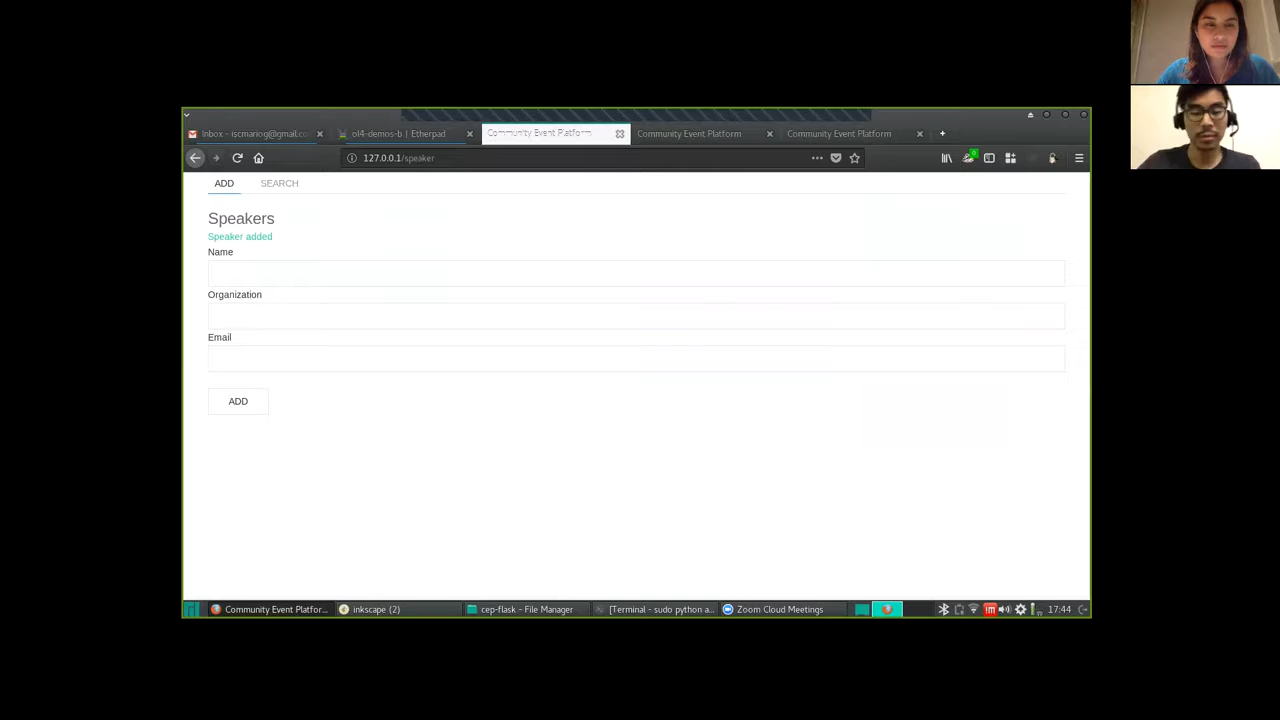 Inbox - iscmariog@gmail.co
ol4-demos-b | Etherpad
Community Event Platform
Community Event Platform
Community Event Platform
127.0.0.1/speaker
ADD
SEARCH
Speakers
Speaker added
Name
Organization
Email
ADD
Community Event Platfor...
inkscape (2)
cep-flask - File Manager
[Terminal - sudo python a...
Zoom Cloud Meetings
17:44